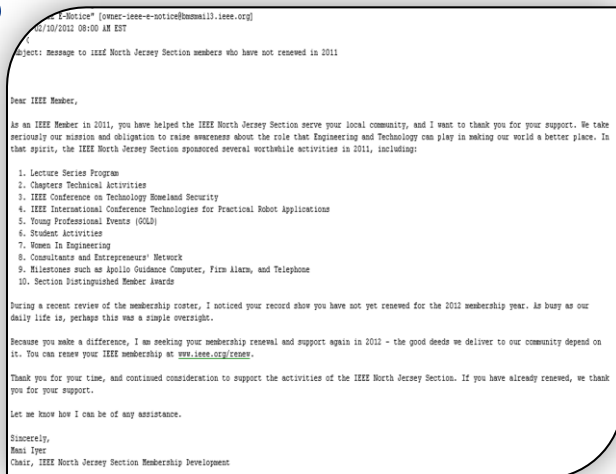 E-Notice" [owner-ieee-e-notice@bmsmail3.ieee.org]
02/10/2012 08:00 AM EST
bject: Message to IEEE North Jersey Section members who have not renewed in 2011
Dear IEEE Member,
As an IEEE Member in 2011, you have helped the IEEE North Jersey Section serve your local community, and I want to thank you for your support. We take
seriously our mission and obligation to raise awareness about the role that Engineering and Technology can play in making our world a better place. In
that spirit, the IEEE North Jersey Section sponsored several worthwhile activities in 2011, including:
1. Lecture Series Program
2. Chapters Technical Activities
3. IEEE Conference on Technology Homeland Security
4. IEEE International Conference Technologies for Practical Robot Applications
5. Young Professional Events (GOLD)
6. Student Activities
7. Women In Engineering
8. Consultants and Entrepreneurs' Network
9. Milestones such as Apollo Guidance Computer, Firm Alarm, and Telephone
10. Section Distinguished Member Awards
During a recent review of the membership roster, I noticed your record show you have not yet renewed for the 2012 membership year. As busy as our
daily life is, perhaps this was a simple oversight.
Because you make a difference, I am seeking your membership renewal and support again in 2012 - the good deeds we deliver to our community depend on
it. You can renew your IEEE membership at www.ieee.org/renew.
Thank you for your time, and continued consideration to support the activities of the IEEE North Jersey Section. If you have already renewed, we thank
you for your support.
Let me know how I can be of any assistance.
Sincerely,
Mani Iyer
Chair, IEEE North Jersey Section Membership Development